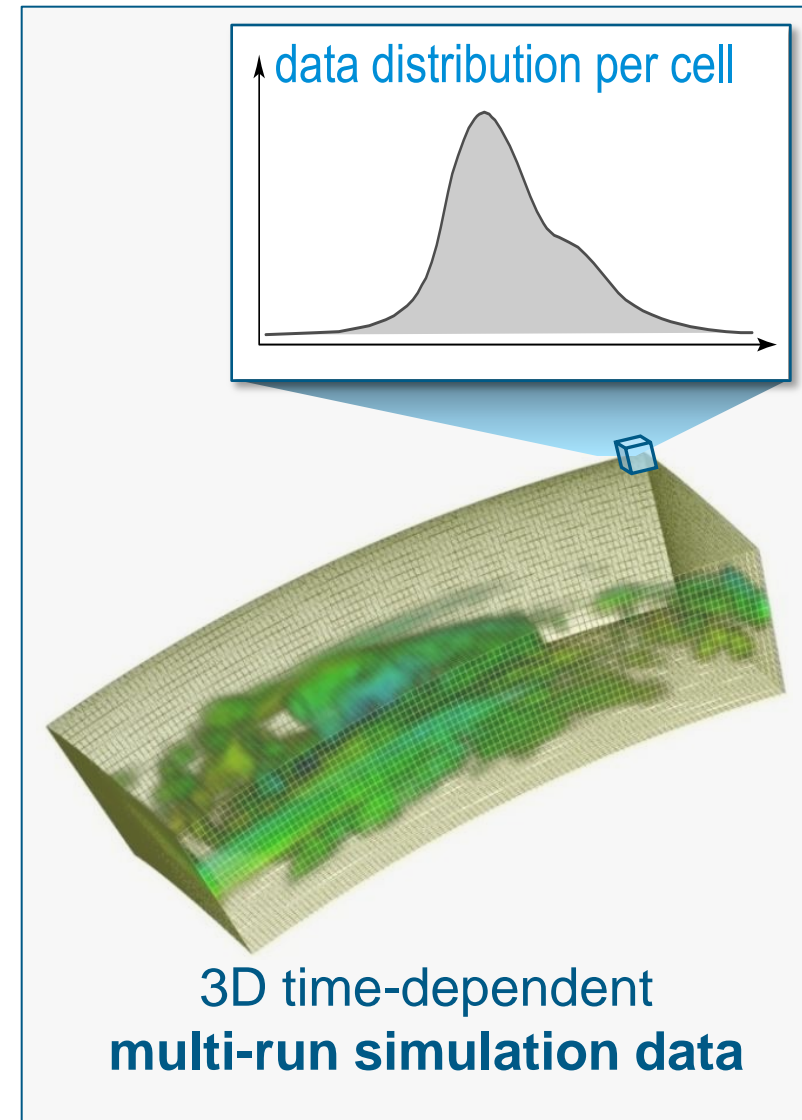 data distribution per cell
3D time-dependent
multi-run simulation data